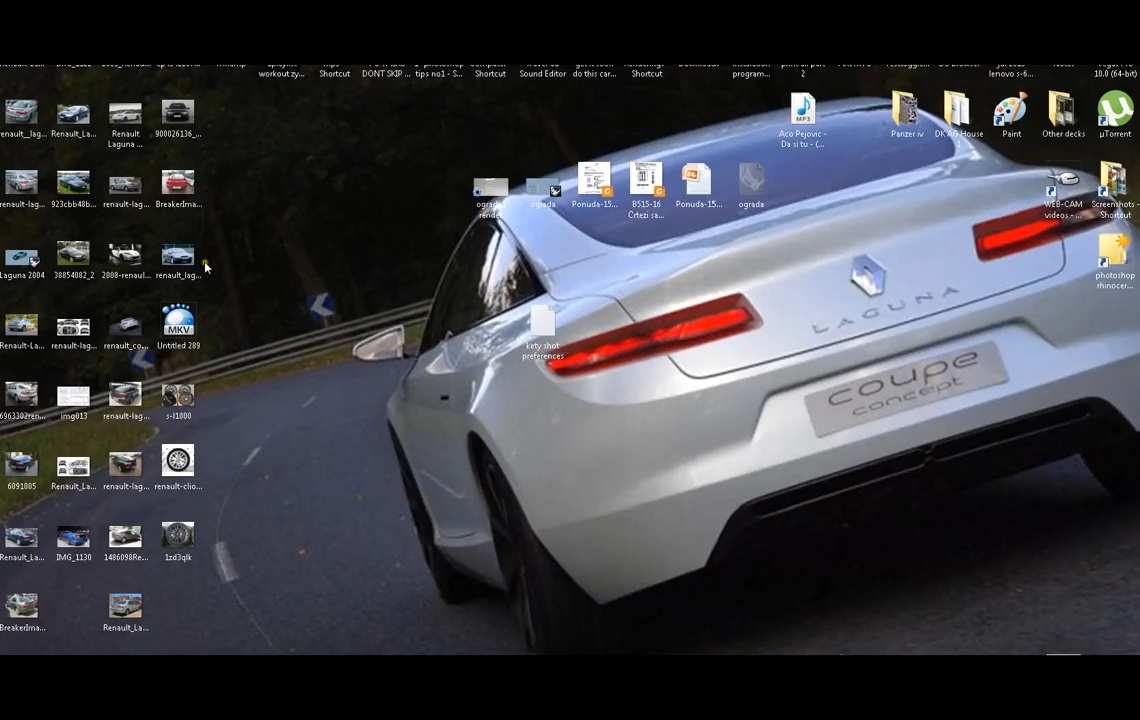 workout zy...
Shortcut
DONT SKIP ...
tips no1 - S...
Shortcut
Sound Editor
do this car...
Shortcut
program...
2
lenovo s-6...
10.0 (64-bit)
renault_lag...
Renault_La...
Renault
Laguna ...
900026136_...
Aco Pejovic -
Da si tu - (...
Panzer iv
DK AG House
1
Paint
Other decks
µTorrent
renault-lag...
923cbb48b...
renault-lag...
BreakerIma...
ograda
rende...
ograda
Ponuda-15...
B515-16
Crtezi sa...
Ponuda-15...
ograda
WEB-CAM
videos - ...
Screenshots -
Shortcut
Laguna 2004
38854082_2
2008-renaul...
renault_lag...
photoshop
rhinocer...
LAGUNA
Renault-La...
renault-lag...
renault_co...
MKV
Untitled 289
kety shot
preferences
coupe
concept
6963302ren...
img013
renault-lag...
s-l1000
6091005
Renault_La...
renault-lag...
renault-clio...
Renault_La...
IMG_1130
1486098Re...
1zd3qlk
BreakerIma...
Renault_La...